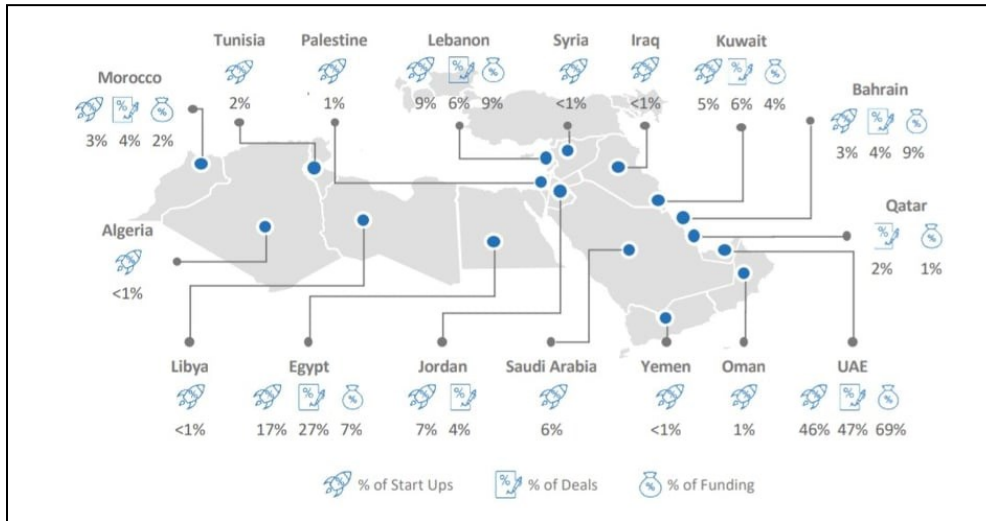 Tunisia
2%
Palestine
1%
Lebanon
9% 6% 9%
Syria
<1%
Iraq
<1%
Kuwait
5% 6% 4%
Morocco
3% 4% 2%
Bahrain
3% 4% 9%
Algeria
<1%
Qatar
2% 1%
Libya
<1%
Egypt
17% 27% 7%
Jordan
7% 4%
Saudi Arabia
6%
Yemen
<1%
Oman
1%
UAE
46% 47% 69%
% of Start Ups
% % of Deals
% % of Funding